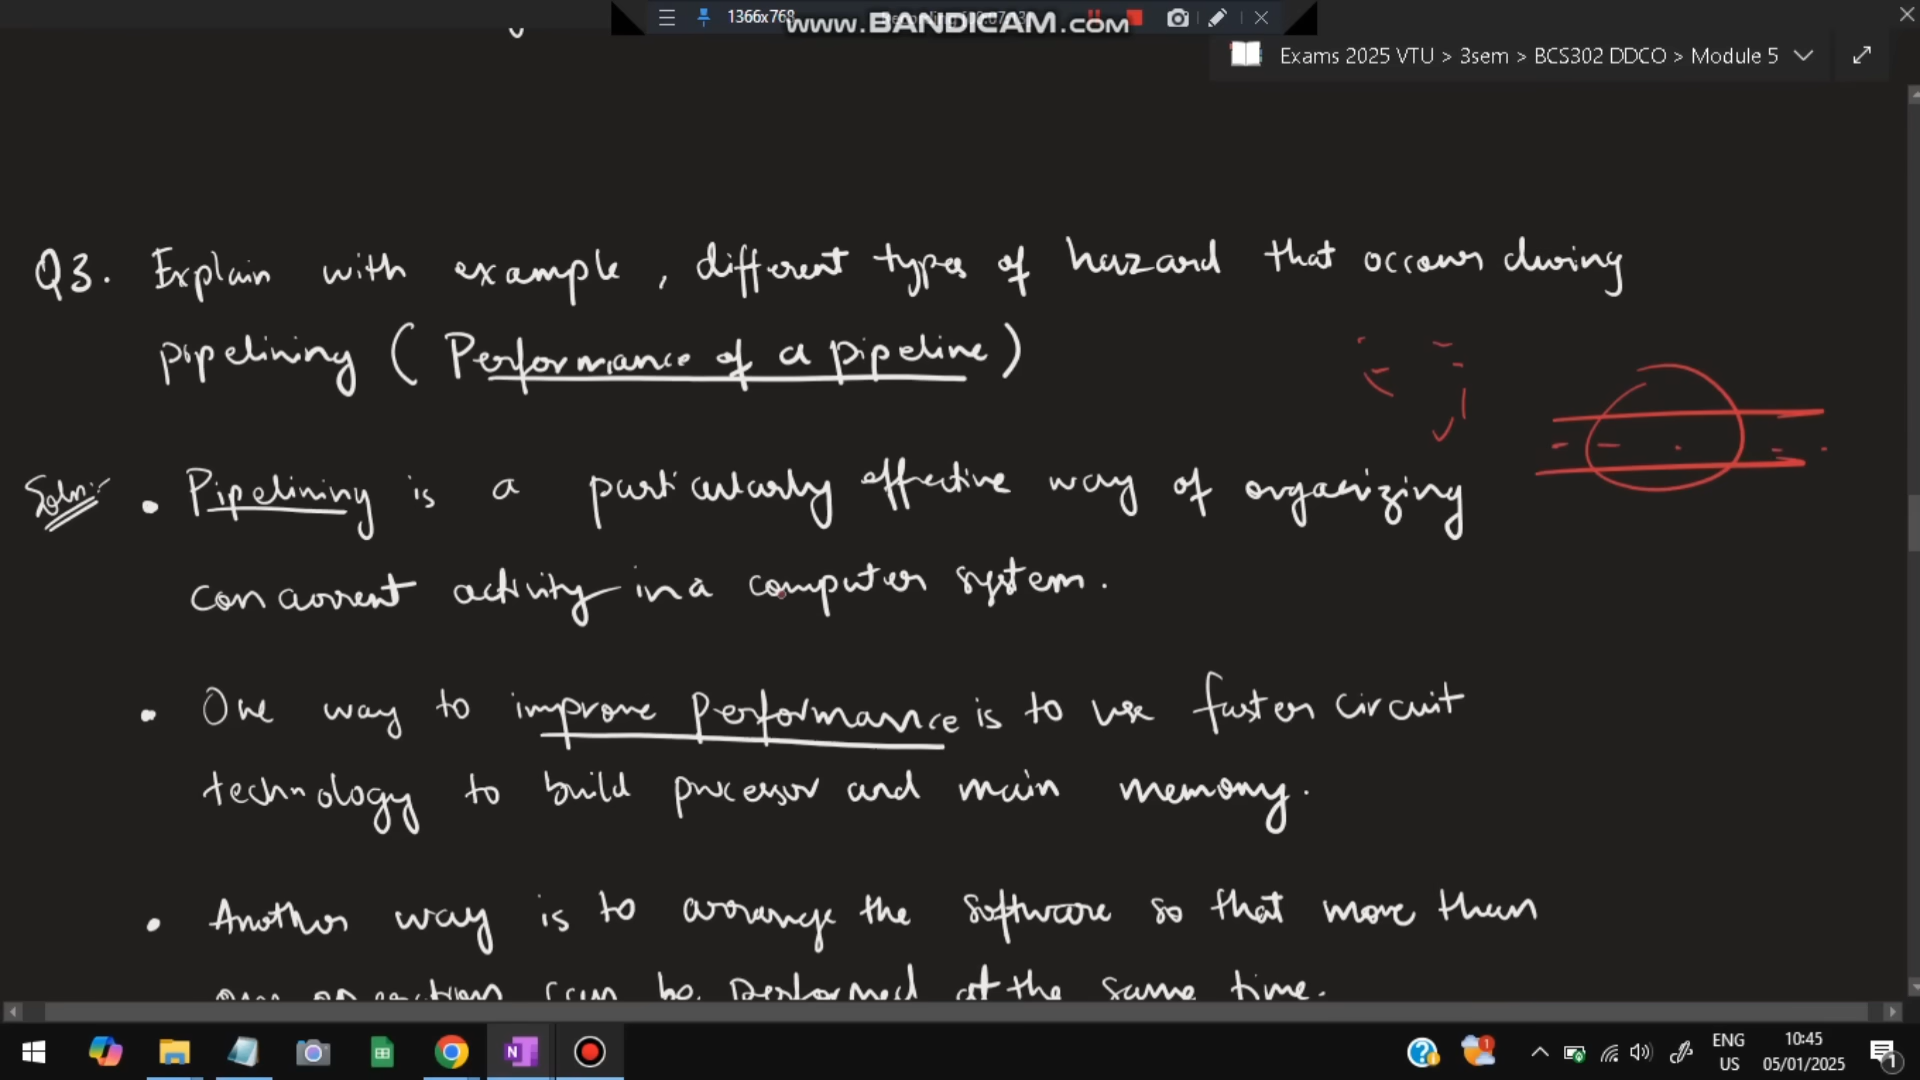 1366x768
www.BANDICAM.com
Exams 2025 VTU > 3sem > BCS302 DDCO > Module 5
Q3. Explain with example, different types of hazard that occours during
pipelining (Performance of a pipeline)
Soln:- • Pipelining is a particularly effective way of organizing
concurrent activity in a computer system.
• One way to improve performance is to use faster circuit
technology to build processor and main memory.
• Another way is to arrange the software so that more than
one operation can be performed at the same time.
ENG
US
10:45
05/01/2025